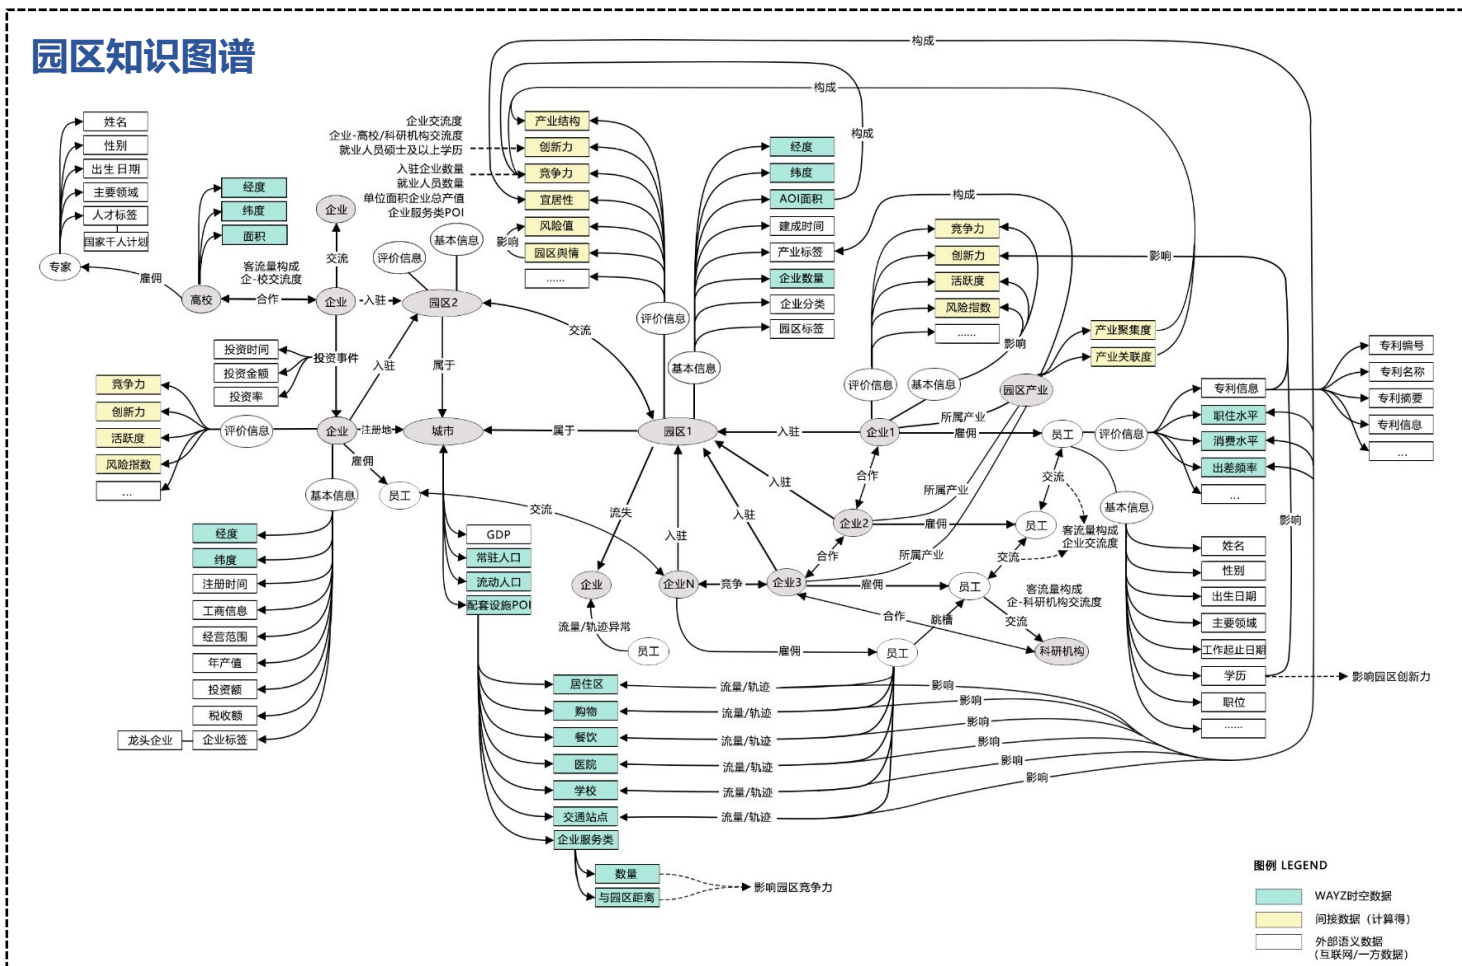 园区知识图谱
姓名
性别
出生日期
主要领域
人才标签
国家千人计划
专家
雇佣
经度
纬度
面积
高校
客流量构成
企-校交流度
合作
企业
交流
企业
入驻
投资事件
投资时间
投资金额
投资率
入驻
企业交流度
企业-高校/科研机构交流度
就业人员硕士及以上学历
入驻企业数量
就业人员数量
单位面积企业总产值
企业服务类POI
评价信息
基本信息
园区2
属于
交流
产业结构
创新力
竞争力
宜居性
风险值
园区舆情
......
影响
评价信息
构成
构成
构成
经度
纬度
AOI面积
建成时间
产业标签
企业数量
企业分类
园区标签
基本信息
构成
竞争力
创新力
活跃度
风险指数
......
影响
影响
评价信息
基本信息
园区产业
产业聚集度
产业关联度
竞争力
创新力
活跃度
风险指数
...
评价信息
企业
注册地
城市
属于
园区1
入驻
企业1
所属产业
雇佣
员工
评价信息
专利信息
职住水平
消费水平
出差频率
...
专利编号
专利名称
专利摘要
专利信息
...
影响
雇佣
员工
交流
基本信息
经度
纬度
注册时间
工商信息
经营范围
年产值
投资额
税收额
企业标签
龙头企业
GDP
常驻人口
流动人口
配套设施POI
流失
企业
流量/轨迹异常
员工
入驻
企业N
竞争
入驻
企业3
入驻
合作
企业2
合作
所属产业
雇佣
员工
交流
客流量构成
企业交流度
所属产业
雇佣
员工
交流
客流量构成
企-科研机构交流度
交流
合作
科研机构
跳槽
雇佣
员工
基本信息
姓名
性别
出生日期
主要领域
工作起止日期
学历
职位
......
影响园区创新力
居住区
购物
餐饮
医院
学校
交通站点
企业服务类
流量/轨迹
流量/轨迹
流量/轨迹
流量/轨迹
流量/轨迹
流量/轨迹
影响
影响
影响
影响
影响
影响
影响
数量
与园区距离
影响园区竞争力
图例 LEGEND
WAYZ时空数据
间接数据（计算得）
外部语义数据
(互联网/一方数据)